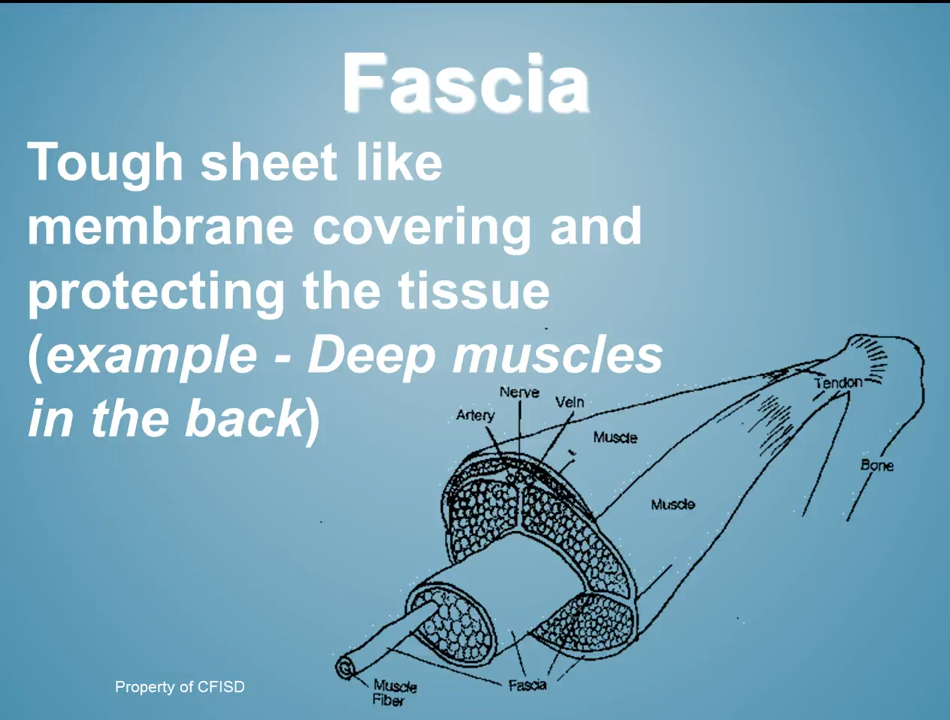 Fascia
Tough sheet like
membrane covering and
protecting the tissue
(example - Deep muscles
in the back)
Nerve
Artery
Vein
Muscle
Tendon
Bone
Muscle
Muscle
Fiber
Fascia
Property of CFISD